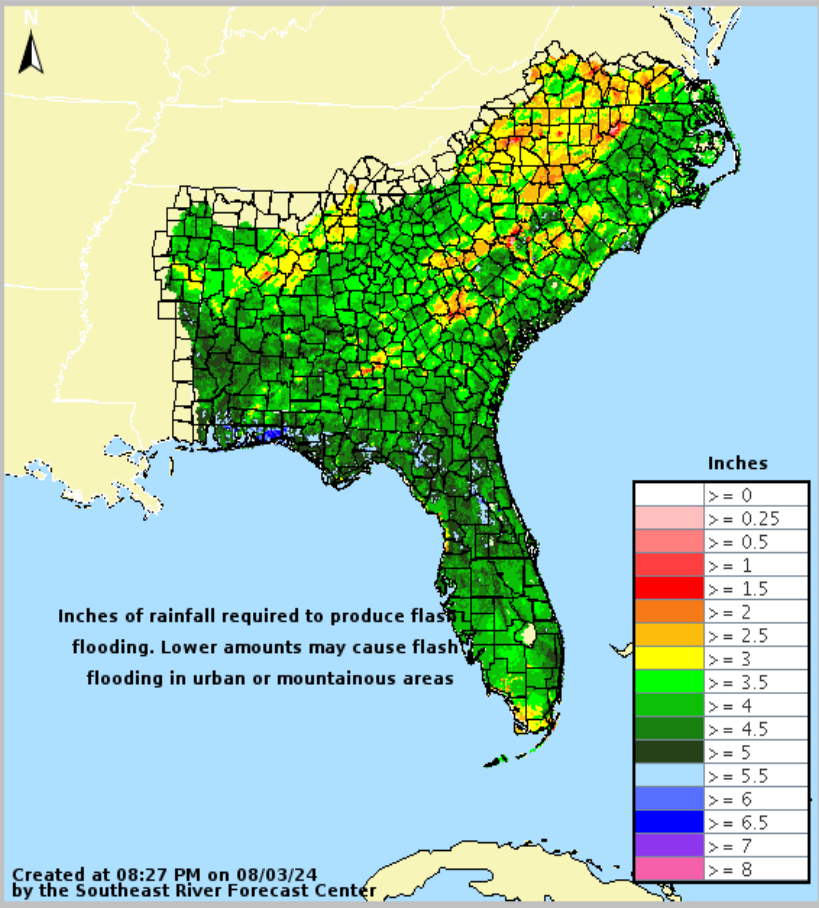 N
Inches
>= 0
>= 0.25
>= 0.5
>= 1
>= 1.5
>= 2
>= 2.5
>= 3
>= 3.5
>= 4
>= 4.5
>= 5
>= 5.5
>= 6
>= 6.5
>= 7
>= 8
Inches of rainfall required to produce flash
flooding. Lower amounts may cause flash
flooding in urban or mountainous areas
Created at 08:27 PM on 08/03/24
by the Southeast River Forecast Center